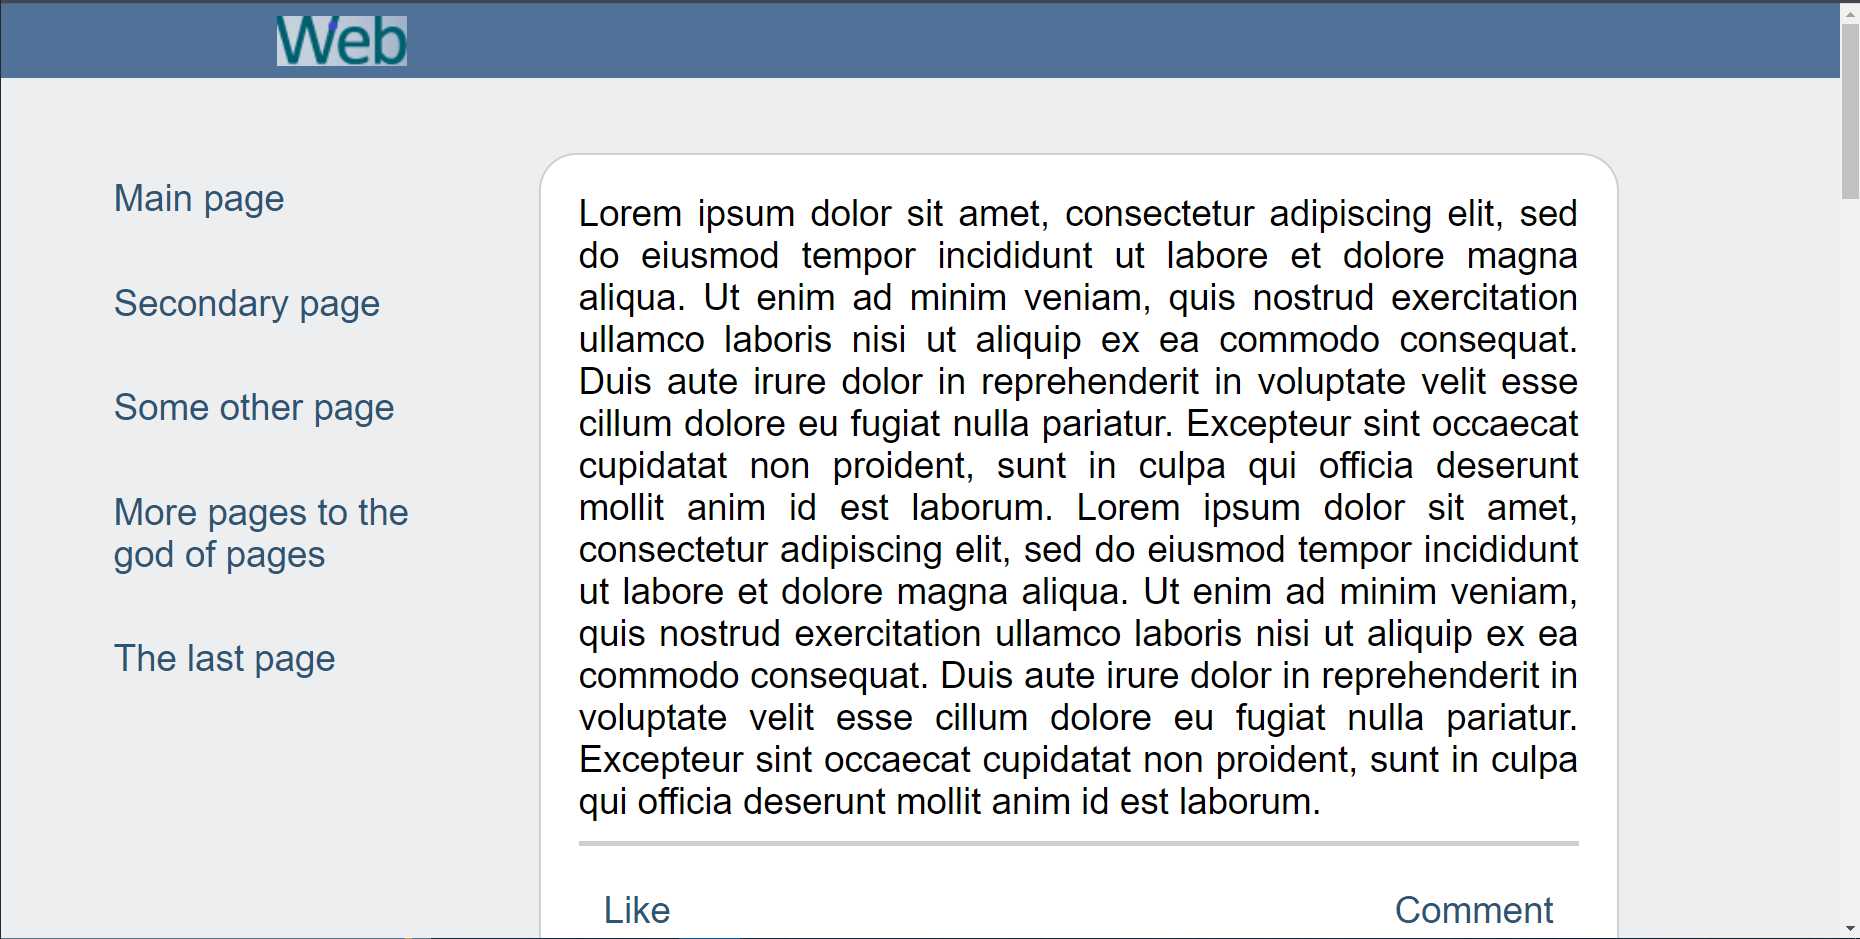 Web
Main page
Secondary page
Some other page
More pages to the
god of pages
The last page
Lorem ipsum dolor sit amet, consectetur adipiscing elit, sed
do eiusmod tempor incididunt ut labore et dolore magna
aliqua. Ut enim ad minim veniam, quis nostrud exercitation
ullamco laboris nisi ut aliquip ex ea commodo consequat.
Duis aute irure dolor in reprehenderit in voluptate velit esse
cillum dolore eu fugiat nulla pariatur. Excepteur sint occaecat
cupidatat non proident, sunt in culpa qui officia deserunt
mollit anim id est laborum. Lorem ipsum dolor sit amet,
consectetur adipiscing elit, sed do eiusmod tempor incididunt
ut labore et dolore magna aliqua. Ut enim ad minim veniam,
quis nostrud exercitation ullamco laboris nisi ut aliquip ex ea
commodo consequat. Duis aute irure dolor in reprehenderit in
voluptate velit esse cillum dolore eu fugiat nulla pariatur.
Excepteur sint occaecat cupidatat non proident, sunt in culpa
qui officia deserunt mollit anim id est laborum.
Like
Comment